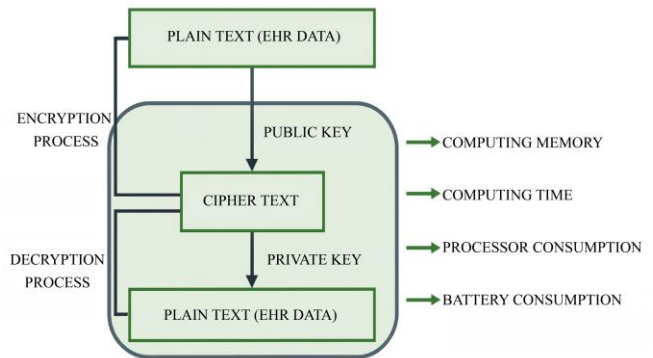 PLAIN TEXT (EHR DATA)
ENCRYPTION
PROCESS
PUBLIC KEY
COMPUTING MEMORY
CIPHER TEXT
COMPUTING TIME
DECRYPTION
PROCESS
PRIVATE KEY
PROCESSOR CONSUMPTION
PLAIN TEXT (EHR DATA)
BATTERY CONSUMPTION